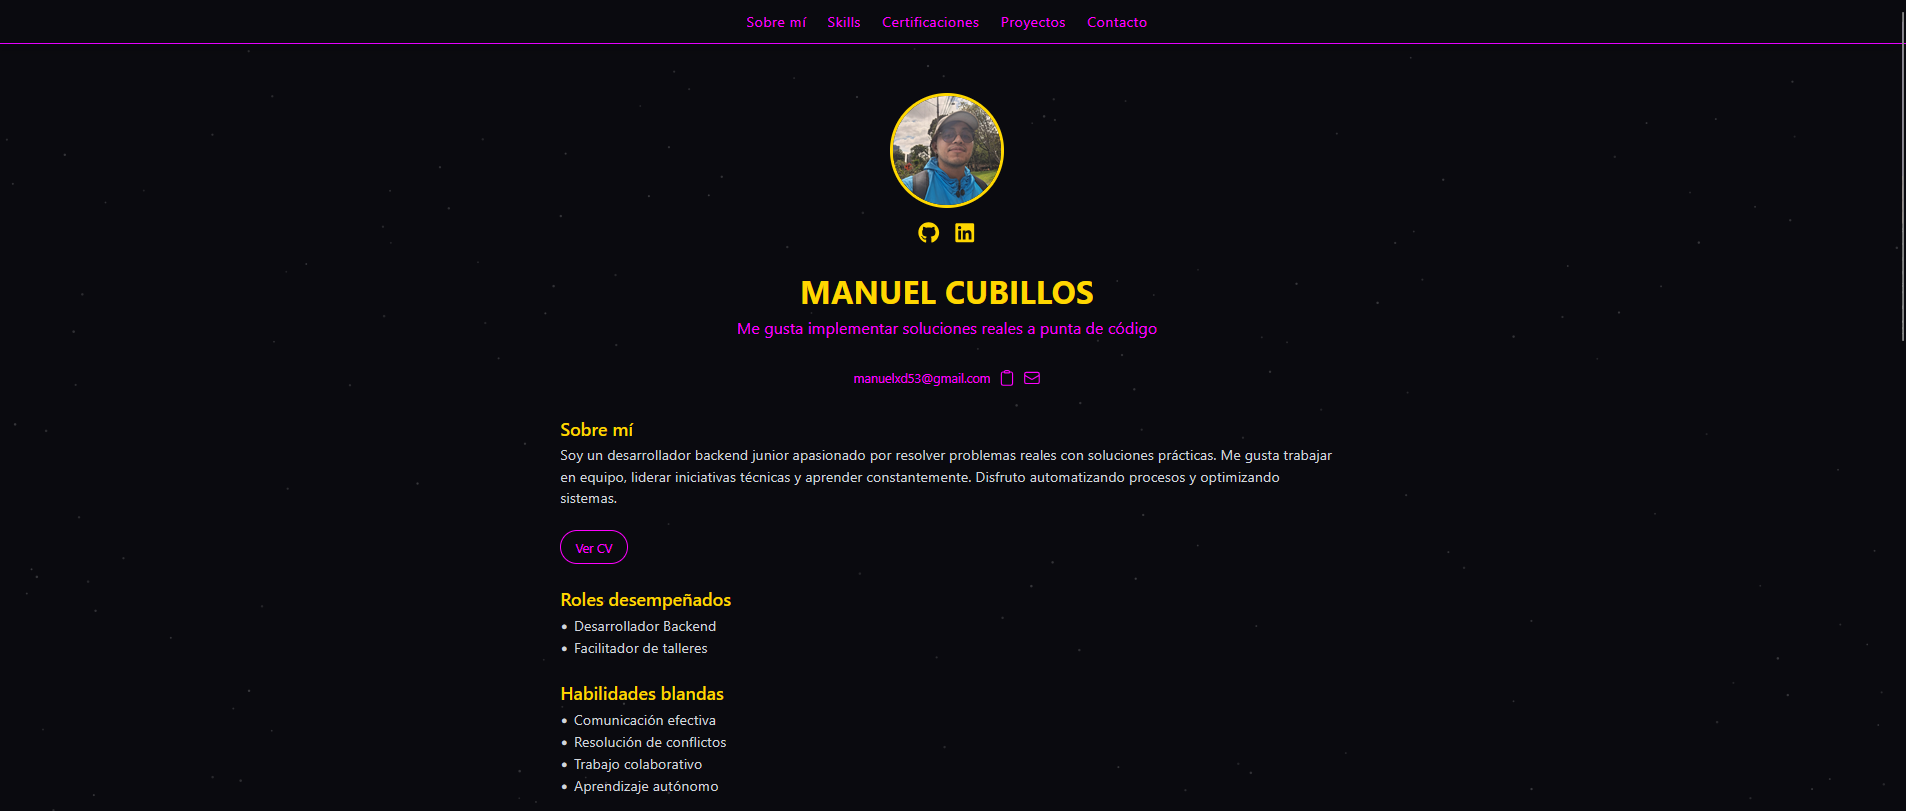 Sobre mí Skills Certificaciones Proyectos Contacto
MANUEL CUBILLOS
Me gusta implementar soluciones reales a punta de código
manuelxd53@gmail.com
Sobre mí
Soy un desarrollador backend junior apasionado por resolver problemas reales con soluciones prácticas. Me gusta trabajar
en equipo, liderar iniciativas técnicas y aprender constantemente. Disfruto automatizando procesos y optimizando
sistemas.
Ver CV
Roles desempeñados
• Desarrollador Backend
• Facilitador de talleres
Habilidades blandas
• Comunicación efectiva
• Resolución de conflictos
• Trabajo colaborativo
• Aprendizaje autónomo